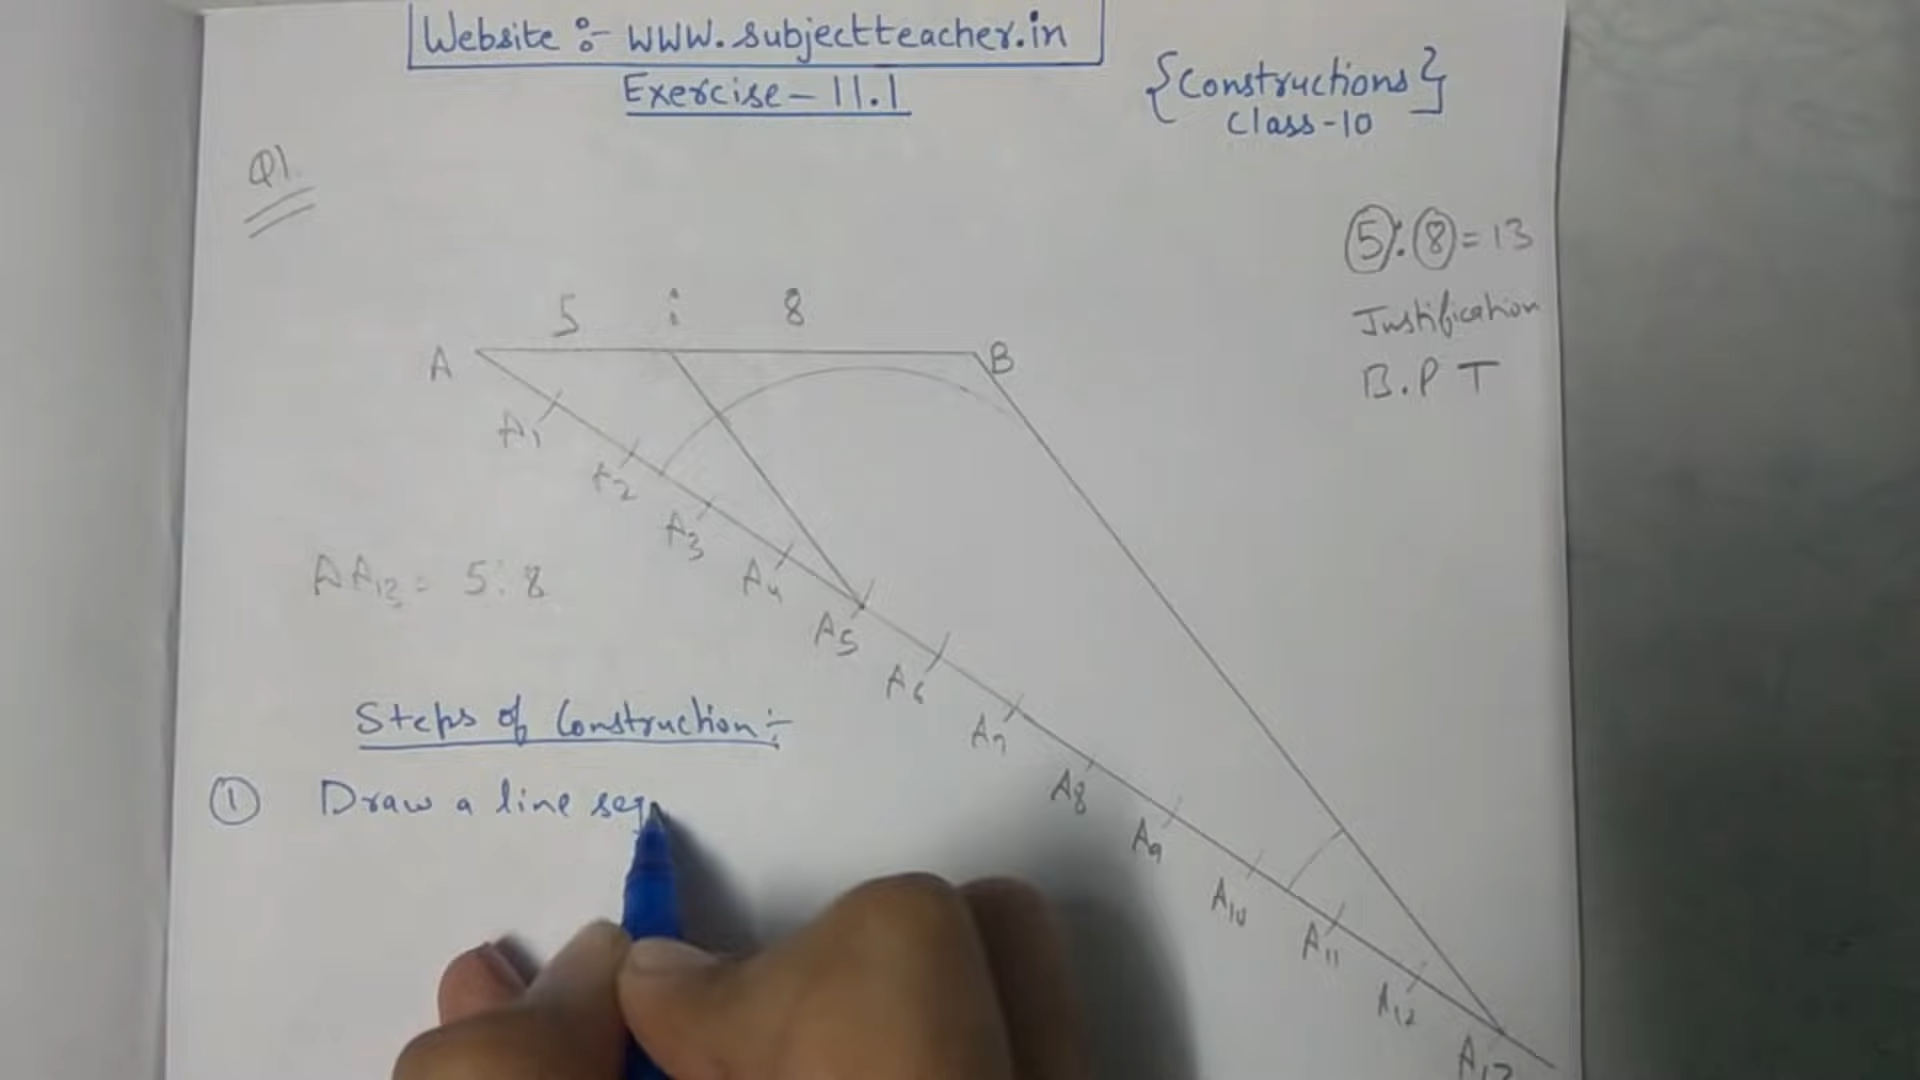 Website :- www.subjectteacher.in
Exercise - 11.1
{Constructions}
Class-10
Q1.
5 : 8 = 13
Justification
B.P T
5 : 8
A
B
A1
A2
A3
A4
A5
A6
A7
A8
A9
A10
A11
A12
A13
AA13 = 5:8
Steps of Construction :-
1 Draw a line seg